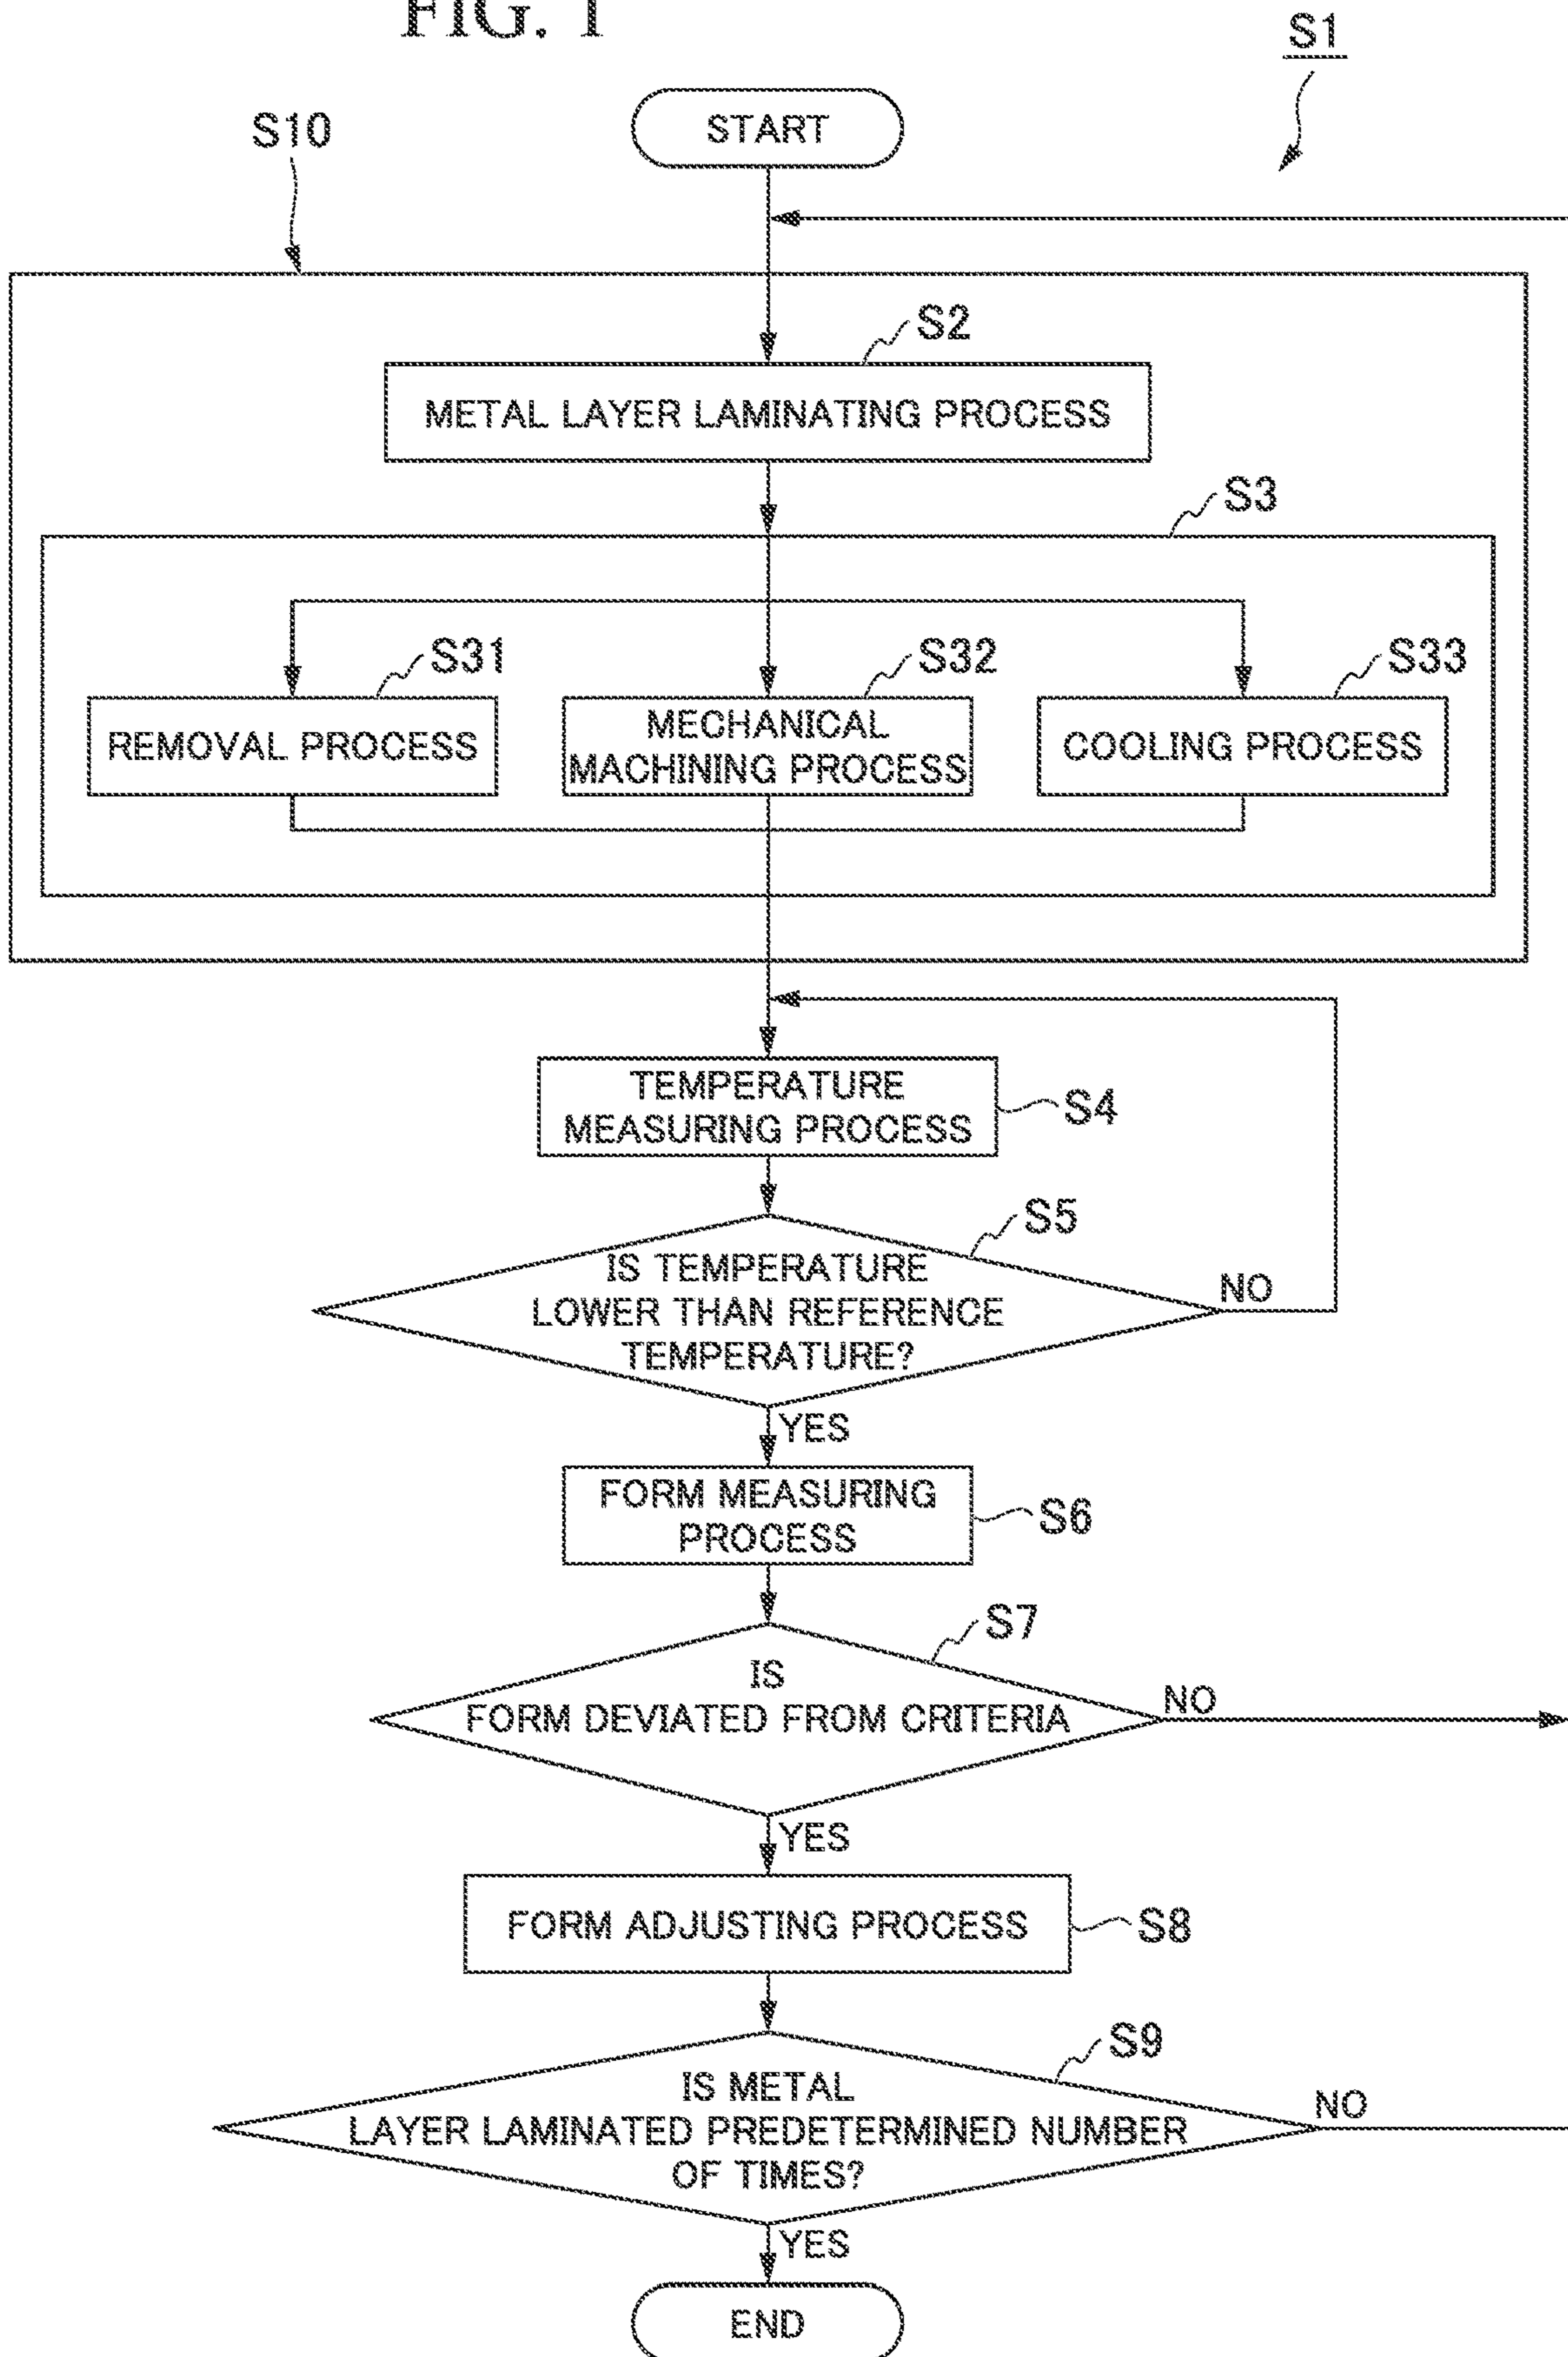 FIG. 1
S1
START
S10
S2
METAL LAYER LAMINATING PROCESS
S3
S31
S32
S33
REMOVAL PROCESS
MECHANICAL
MACHINING PROCESS
COOLING PROCESS
TEMPERATURE
MEASURING PROCESS
S4
S5
IS TEMPERATURE
LOWER THAN REFERENCE
TEMPERATURE?
NO
YES
FORM MEASURING
PROCESS
S6
S7
IS
FORM DEVIATED FROM CRITERIA
NO
YES
FORM ADJUSTING PROCESS
S8
S9
IS METAL
LAYER LAMINATED PREDETERMINED NUMBER
OF TIMES?
NO
YES
END